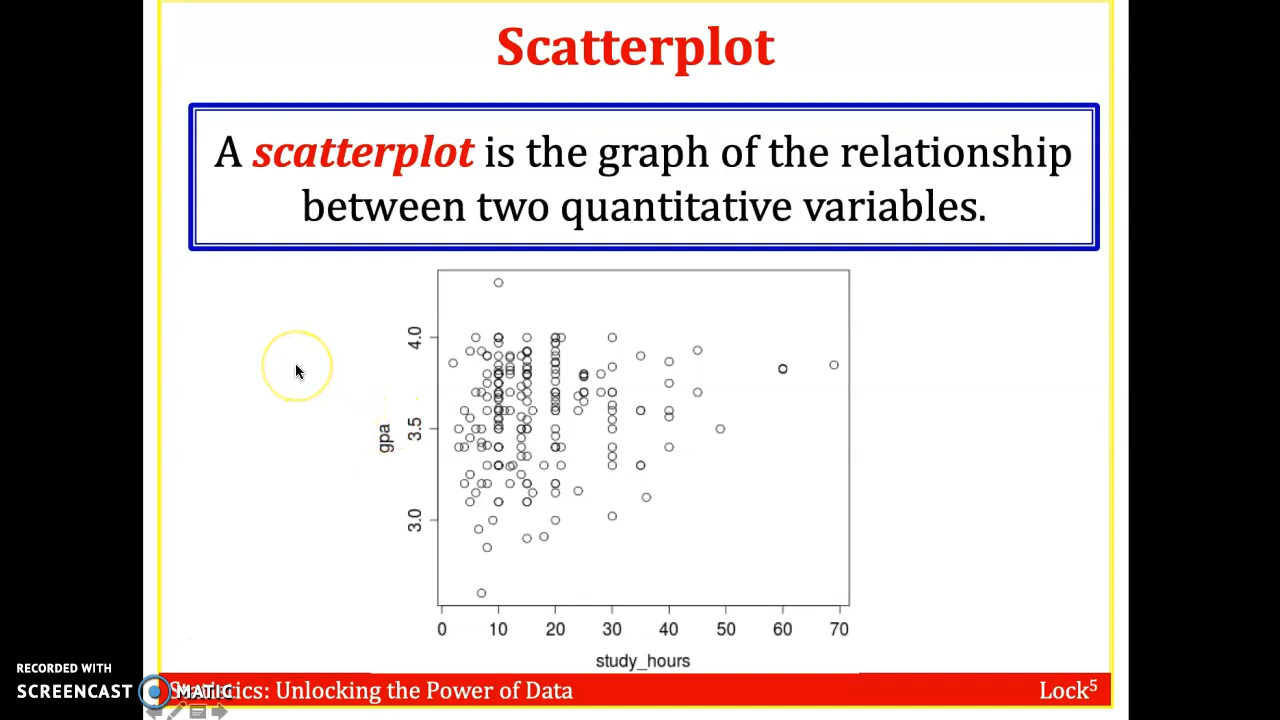 Scatterplot
A scatterplot is the graph of the relationship
between two quantitative variables.
4.0
3.5
3.0
gpa
0 10 20 30 40 50 60 70
study_hours
RECORDED WITH
SCREENCAST MATIC
: Unlocking the Power of Data
Lock5